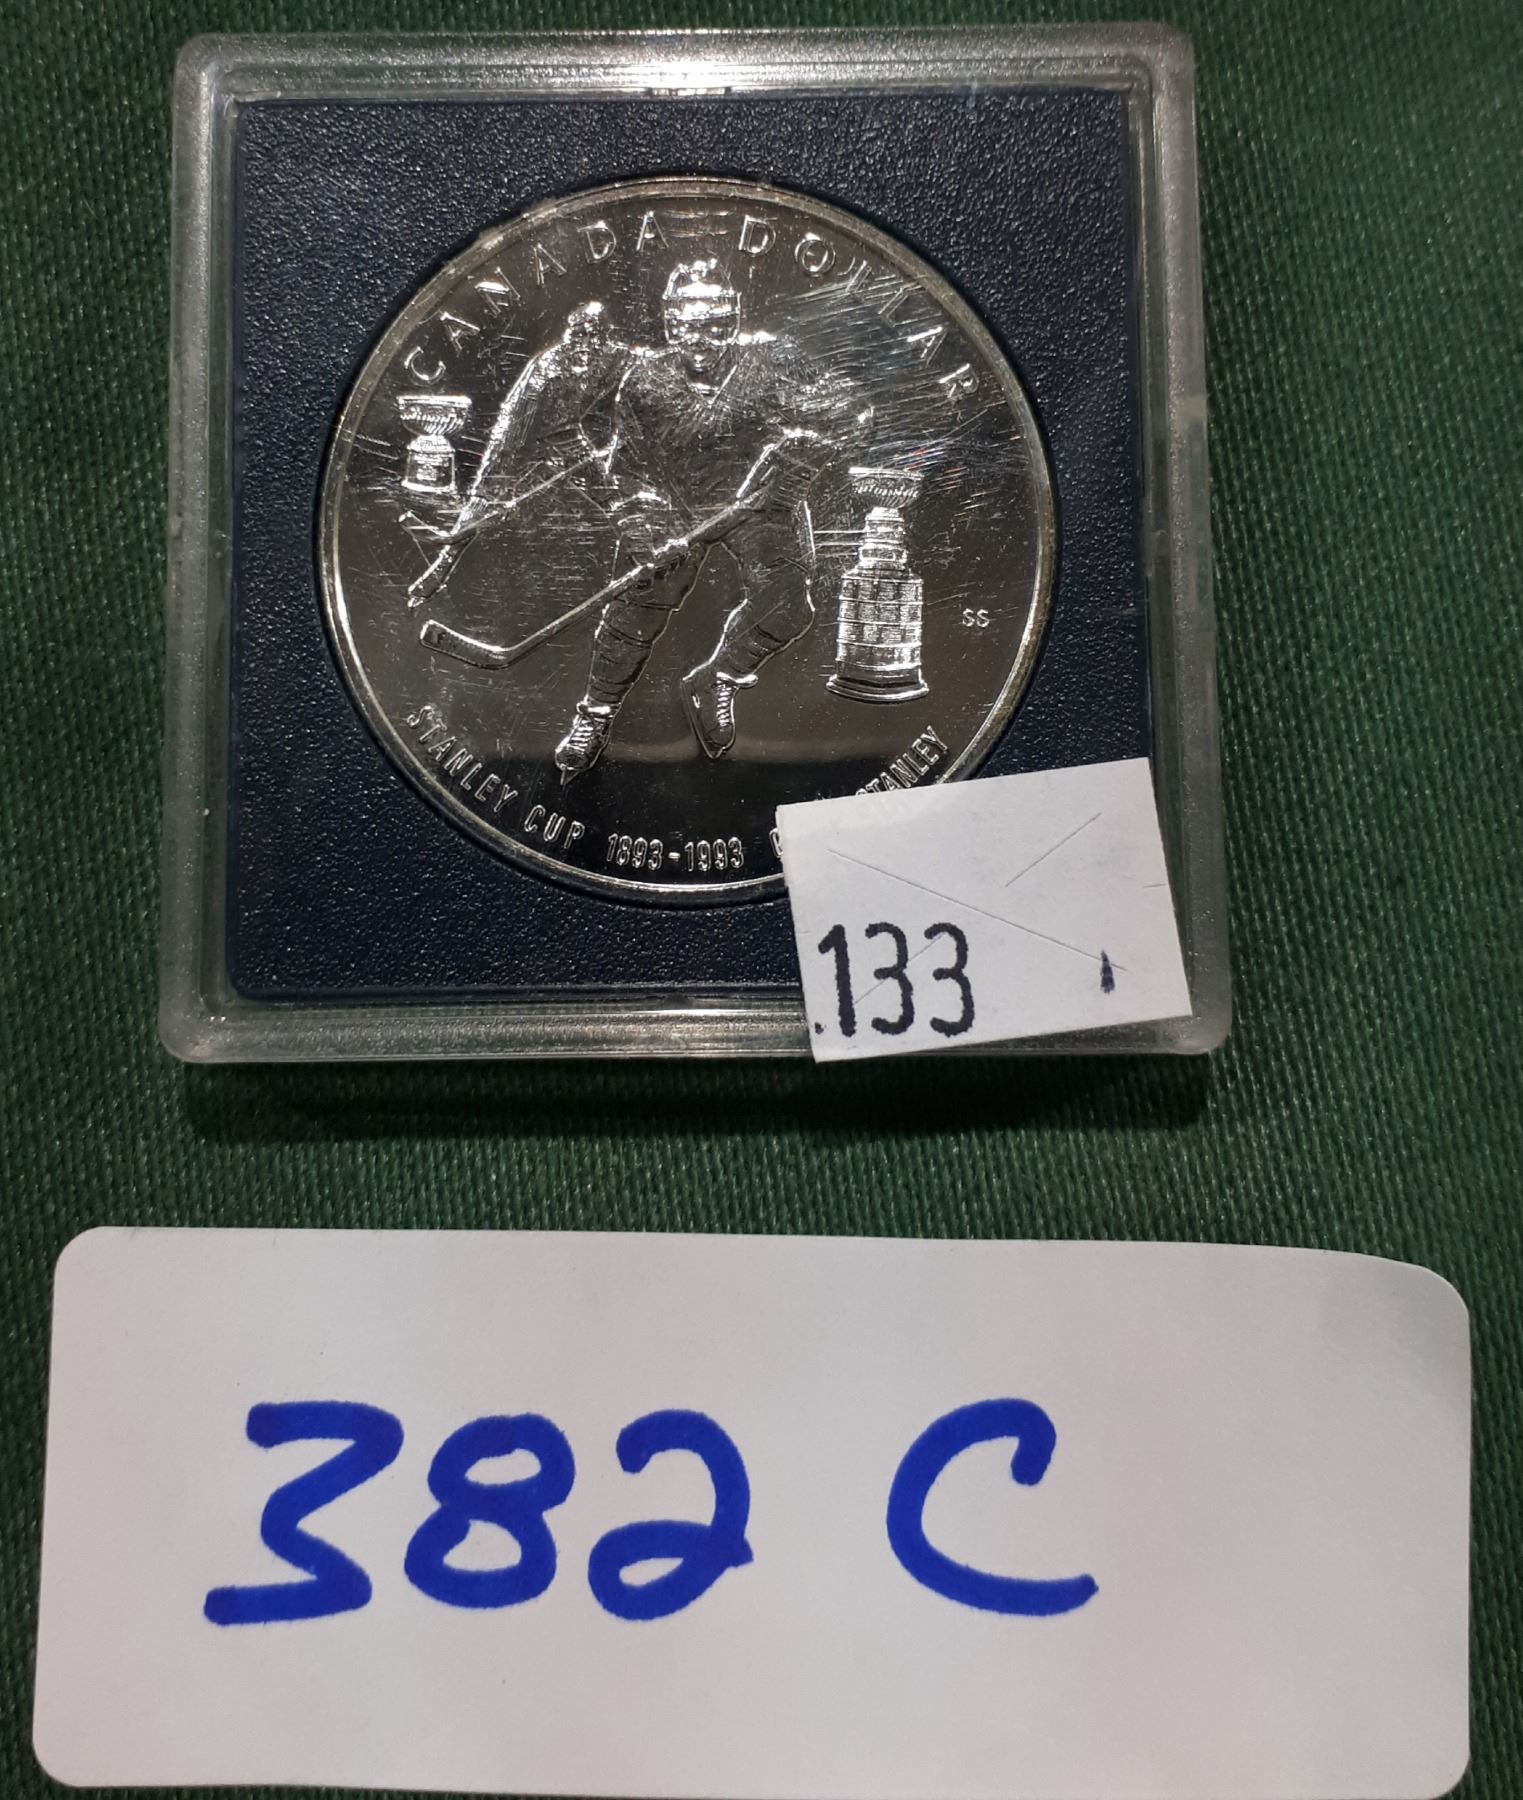 CANADA DOLLAR
SS
STANLEY CUP 1893-1993 STANLEY
.133
382 C